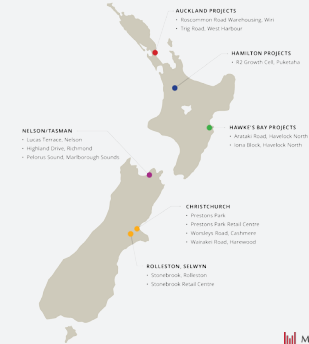 AUCKLAND PROJECTS
• Roscommon Road Warehousing, Wiri
• Trig Road, West Harbour
HAMILTON PROJECTS
• R2 Growth Cell, Pukehāhā
HAWKE'S BAY PROJECTS
• Arataki Road, Havelock North
• Iona Block, Havelock North
NELSON/TASMAN
• Lucas Terrace, Nelson
• Highland Drive, Richmond
• Pelorus Sound, Marlborough Sounds
CHRISTCHURCH
• Prestons Park
• Prestons Park Retail Centre
• Worsleys Road, Cashmere
• Wairakei Road, Harewood
ROLLESTON, SELWYN
• Stonebrook, Rolleston
• Stonebrook Retail Centre
M